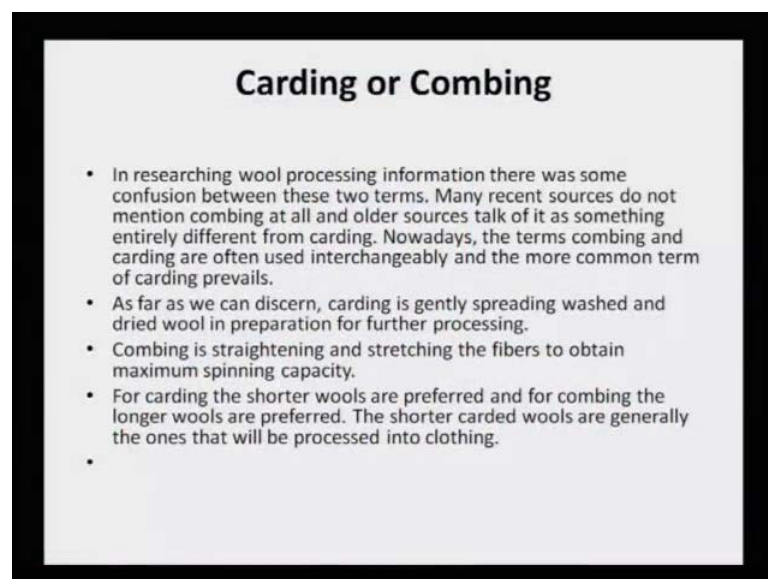 Carding or Combing
• In researching wool processing information there was some
confusion between these two terms. Many recent sources do not
mention combing at all and older sources talk of it as something
entirely different from carding. Nowadays, the terms combing and
carding are often used interchangeably and the more common term
of carding prevails.
• As far as we can discern, carding is gently spreading washed and
dried wool in preparation for further processing.
• Combing is straightening and stretching the fibers to obtain
maximum spinning capacity.
• For carding the shorter wools are preferred and for combing the
longer wools are preferred. The shorter carded wools are generally
the ones that will be processed into clothing.
•